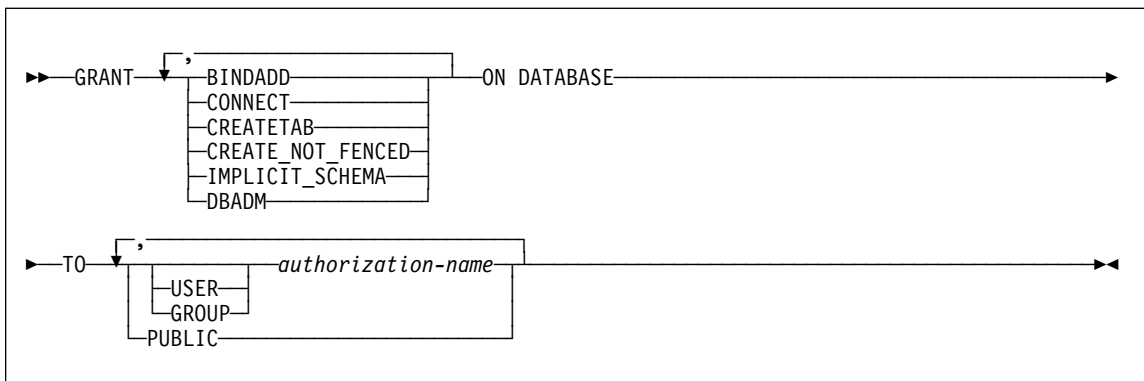 ,
GRANT BINDADD ON DATABASE
CONNECT
CREATETAB
CREATE_NOT_FENCED
IMPLICIT_SCHEMA
DBADM
,
TO authorization-name
USER
GROUP
PUBLIC